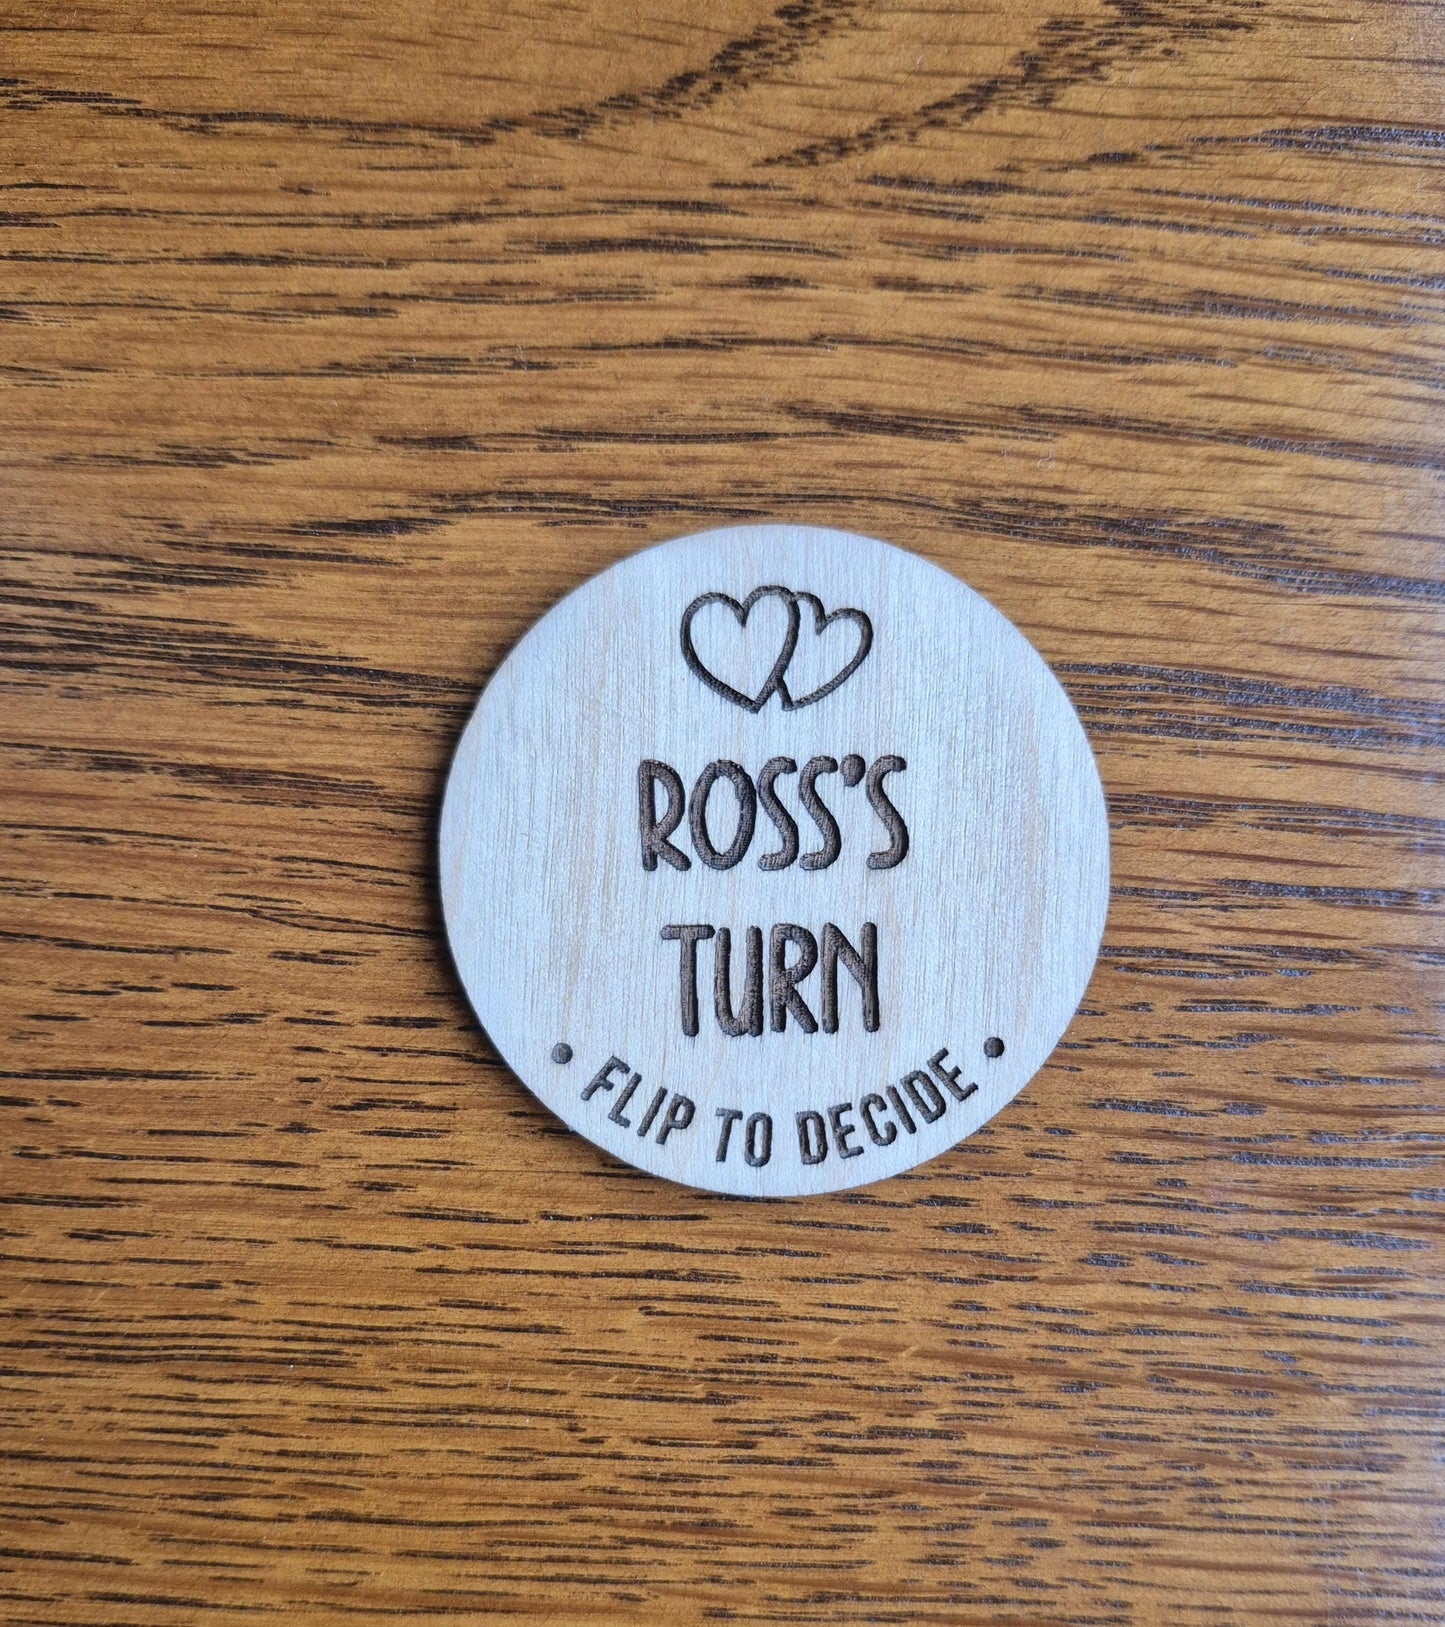 ROSS'S
TURN
• FLIP TO DECIDE •